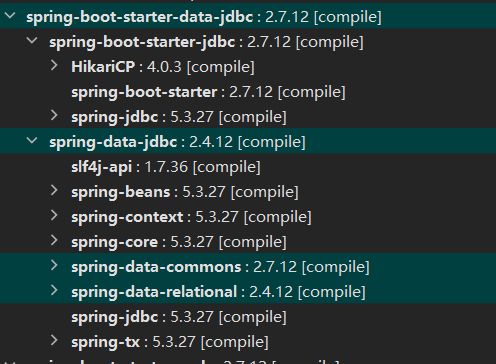 spring-boot-starter-data-jdbc : 2.7.12 [compile]
spring-boot-starter-jdbc : 2.7.12 [compile]
HikariCP : 4.0.3 [compile]
spring-boot-starter : 2.7.12 [compile]
spring-jdbc : 5.3.27 [compile]
spring-data-jdbc : 2.4.12 [compile]
slf4j-api : 1.7.36 [compile]
spring-beans : 5.3.27 [compile]
spring-context : 5.3.27 [compile]
spring-core : 5.3.27 [compile]
spring-data-commons : 2.7.12 [compile]
spring-data-relational : 2.4.12 [compile]
spring-jdbc : 5.3.27 [compile]
spring-tx : 5.3.27 [compile]